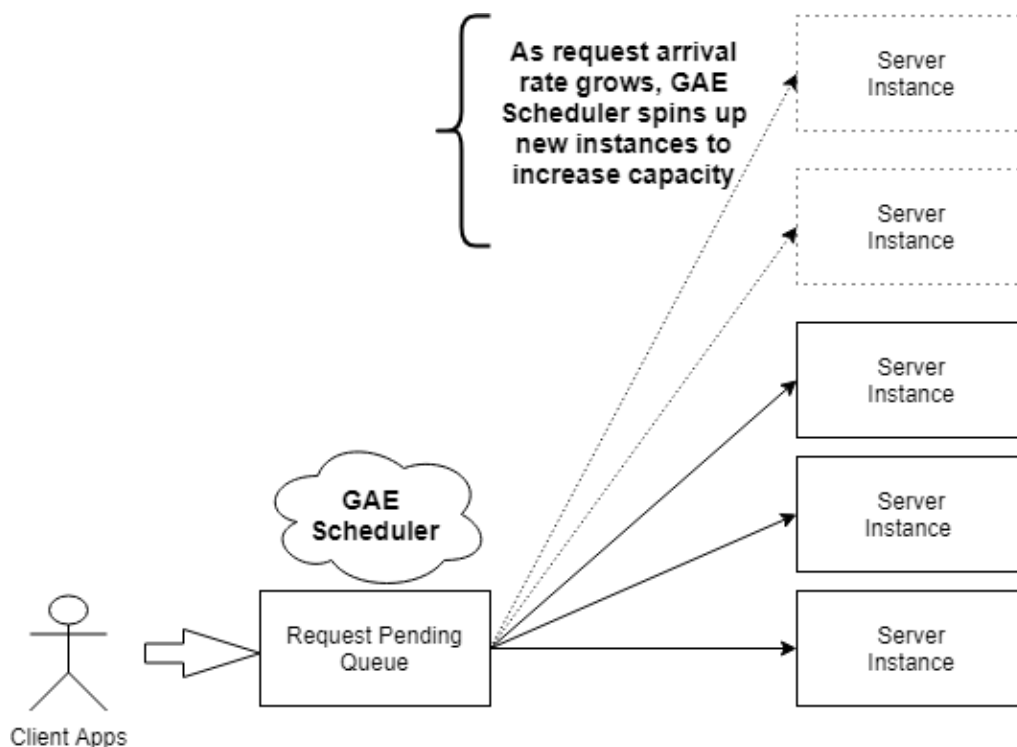 As request arrival
rate grows, GAE
Scheduler spins up
new instances to
increase capacity
Server
Instance
Server
Instance
Server
Instance
GAE
Scheduler
Server
Instance
Request Pending
Queue
Server
Instance
Client Apps